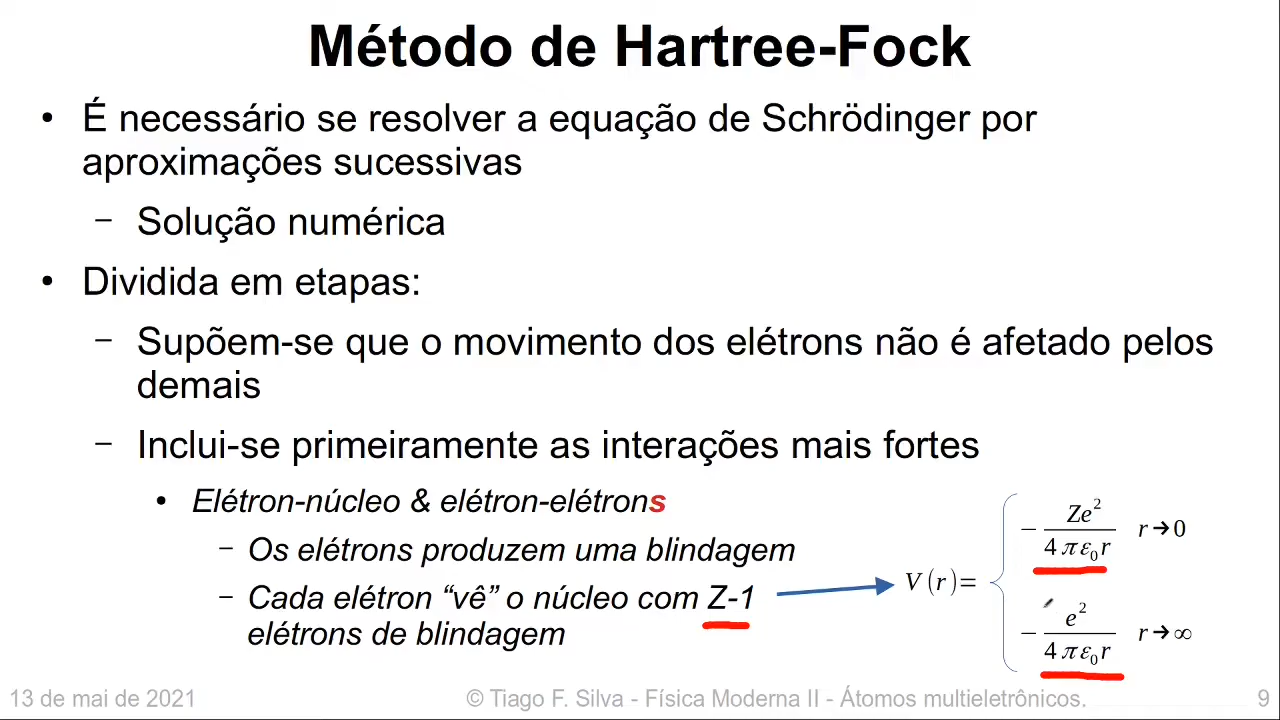 Método de Hartree-Fock
• É necessário se resolver a equação de Schrödinger por
aproximações sucessivas
– Solução numérica
• Dividida em etapas:
– Supõem-se que o movimento dos elétrons não é afetado pelos
demais
– Inclui-se primeiramente as interações mais fortes
• Elétron-núcleo & elétron-elétrons
– Os elétrons produzem uma blindagem
– Cada elétron “vê” o núcleo com Z-1
elétrons de blindagem
V(r)= { − Ze² / 4πε₀r r→0
− e² / 4πε₀r r→∞
13 de mai de 2021 © Tiago F. Silva - Física Moderna II - Átomos multieletrônicos. 9